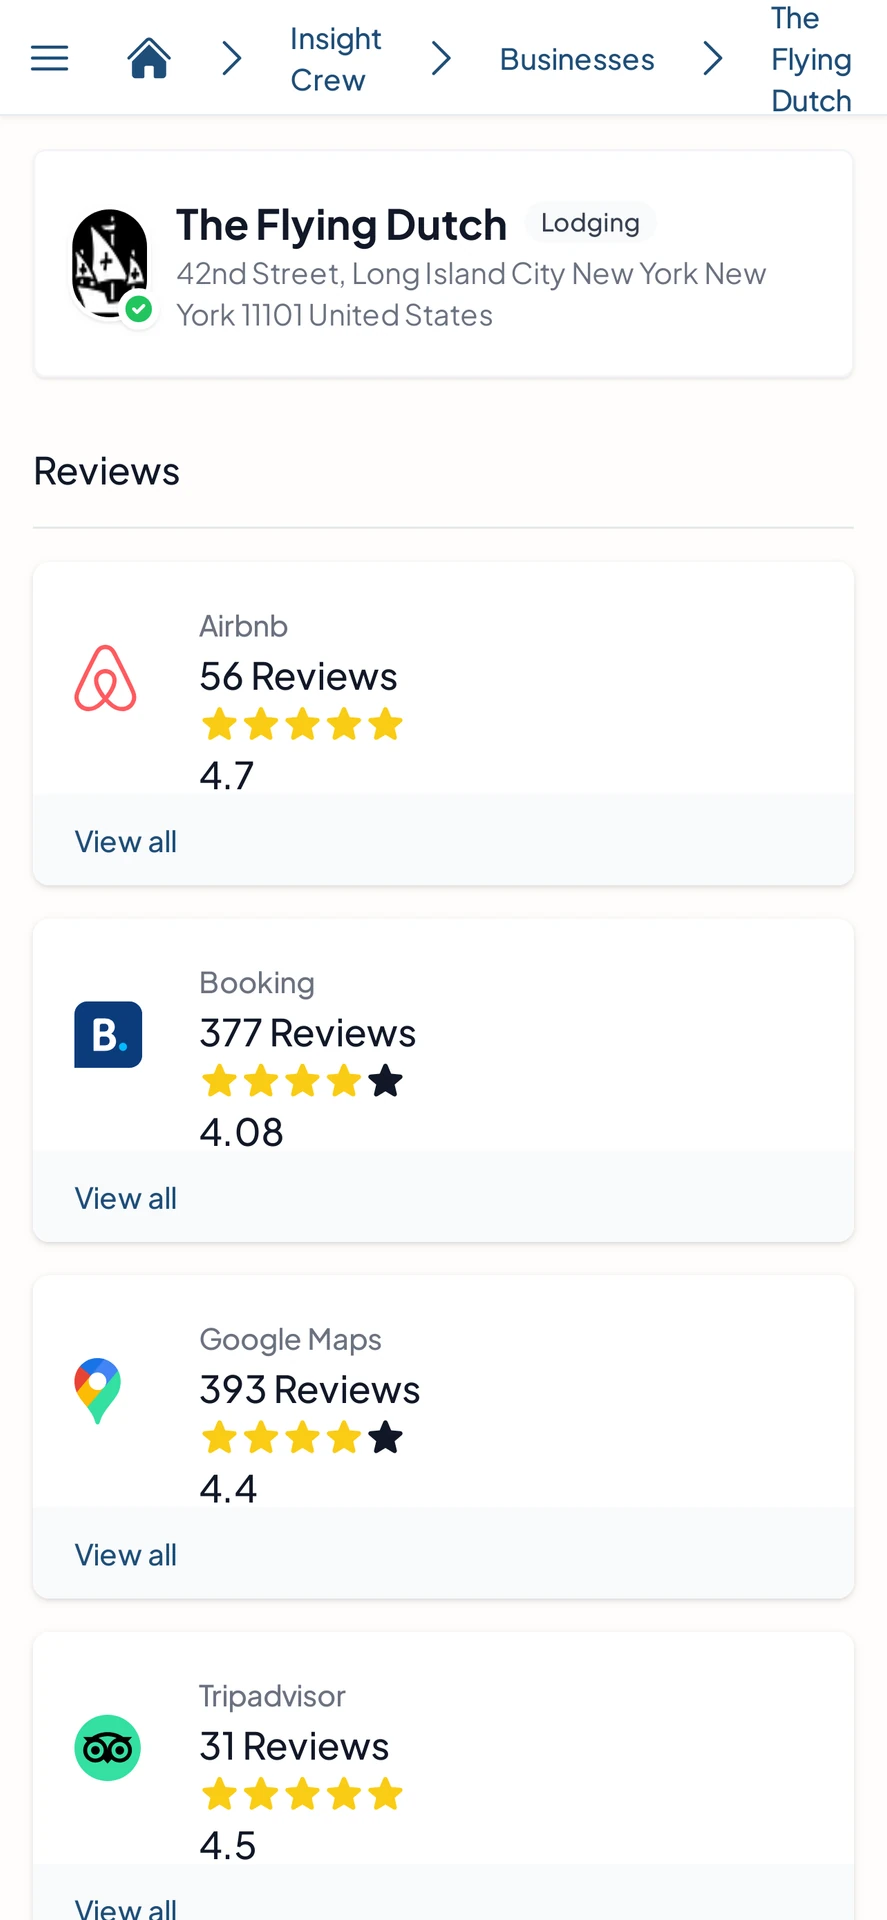 Insight
Crew
Businesses
The
Flying
Dutch
The Flying Dutch
Lodging
42nd Street, Long Island City New York New
York 11101 United States
Reviews
Airbnb
56 Reviews
4.7
View all
Booking
B.
377 Reviews
4.08
View all
Google Maps
393 Reviews
4.4
View all
Tripadvisor
31 Reviews
4.5
View all